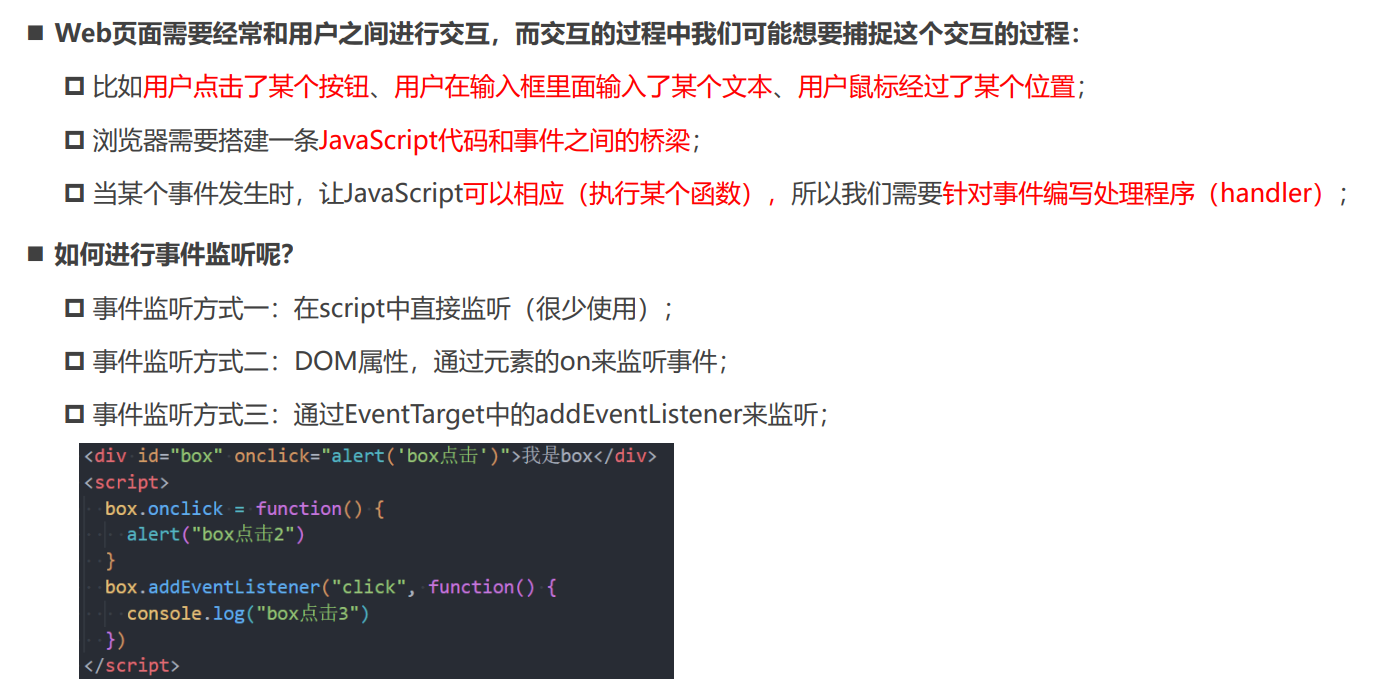 Web页面需要经常和用户之间进行交互，而交互的过程中我们可能想要捕捉这个交互的过程：
比如用户点击了某个按钮、用户在输入框里面输入了某个文本、用户鼠标经过了某个位置；
浏览器需要搭建一条JavaScript代码和事件之间的桥梁；
当某个事件发生时，让JavaScript可以相应（执行某个函数），所以我们需要针对事件编写处理程序（handler）；
如何进行事件监听呢？
事件监听方式一：在script中直接监听（很少使用）；
事件监听方式二：DOM属性，通过元素的on来监听事件；
事件监听方式三：通过EventTarget中的addEventListener来监听；
<div id="box" onclick="alert('box点击')">我是box</div>
<script>
box.onclick = function() {
alert("box点击2")
}
box.addEventListener("click", function() {
console.log("box点击3")
})
</script>